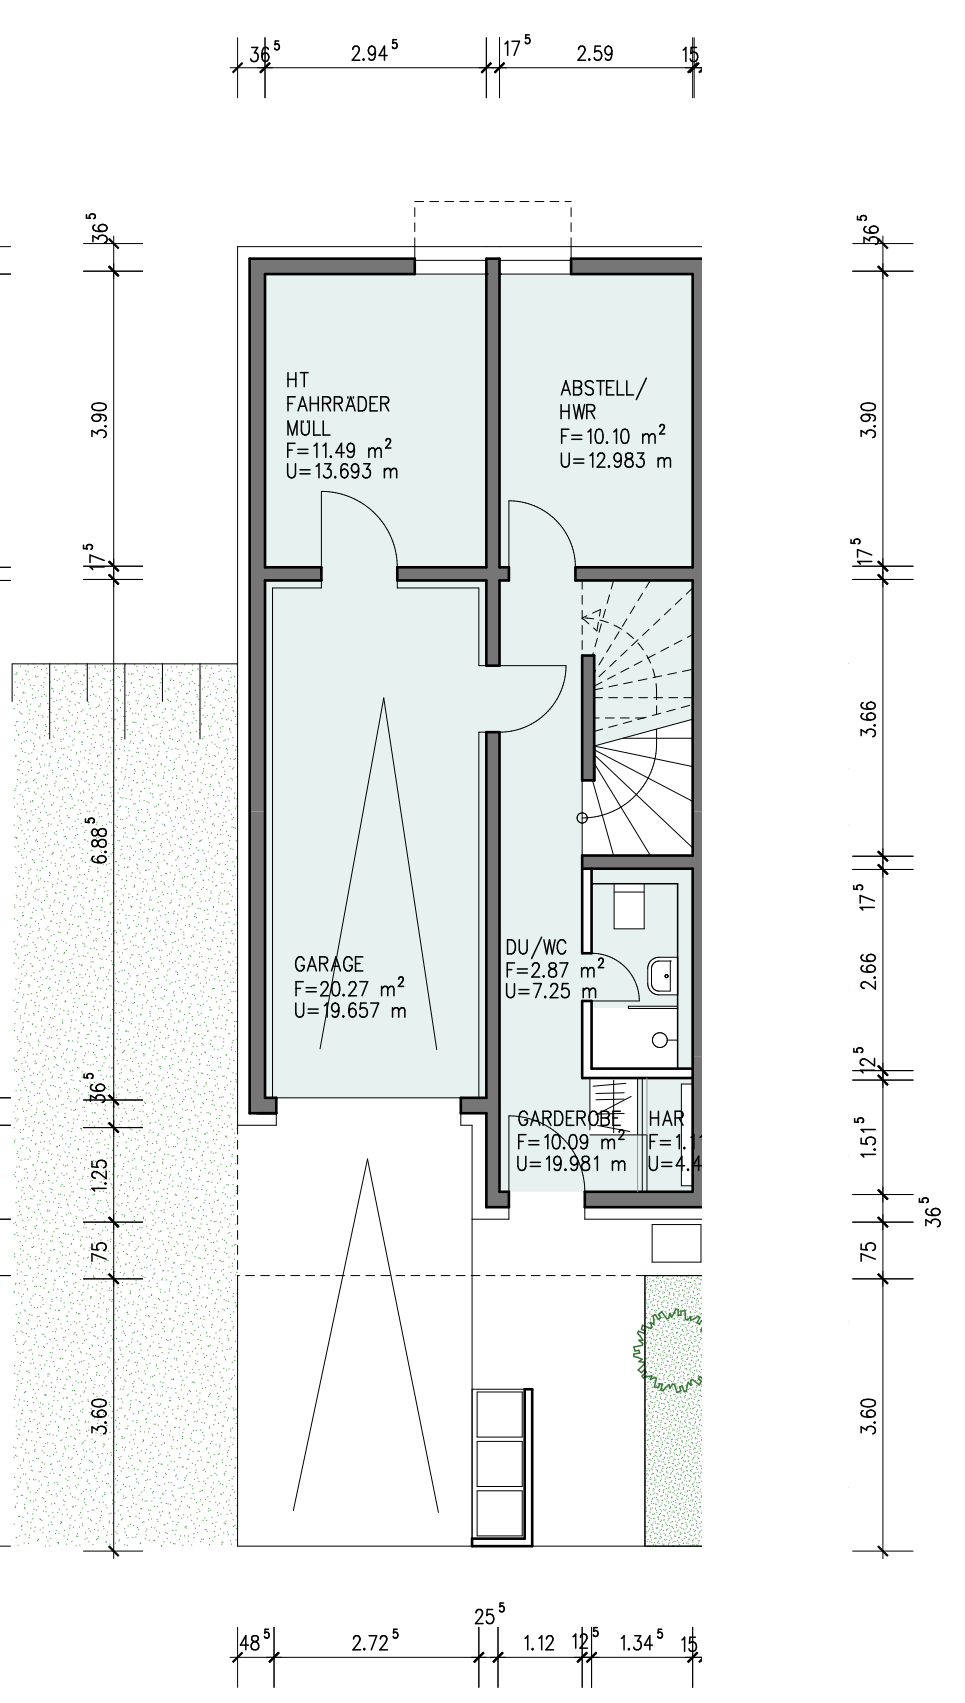 36⁵ 2.94⁵ 17⁵ 2.59 15
36⁵
36⁵
HT
FAHRRÄDER
MÜLL
F=11.49 m²
U=13.693 m
ABSTELL/
HWR
F=10.10 m²
U=12.983 m
3.90
3.90
17⁵
17⁵
3.66
6.88⁵
17⁵
DU/WC
F=2.87 m²
U=7.25 m
GARAGE
F=20.27 m²
U=19.657 m
2.66
36⁵
12⁵
GARDEROBE
F=10.09 m²
U=19.981 m
HAR
F=1.11
U=4.4
1.51⁵
1.25
36⁵
75
75
3.60
3.60
25⁵
48⁵ 2.72⁵ 1.12 12⁵ 1.34⁵ 15